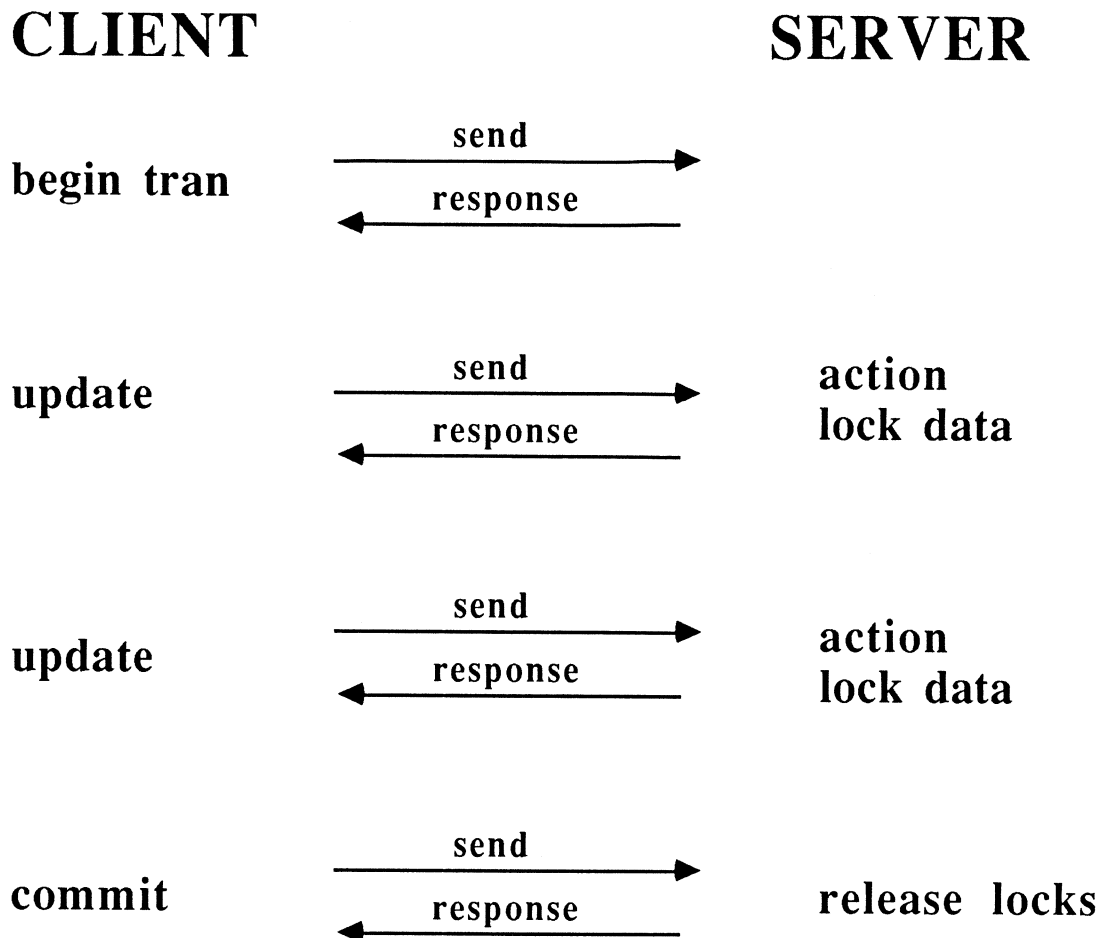 CLIENT SERVER
send
begin tran
response
send
update
action
response
lock data
send
update
action
response
lock data
send
commit
response
release locks